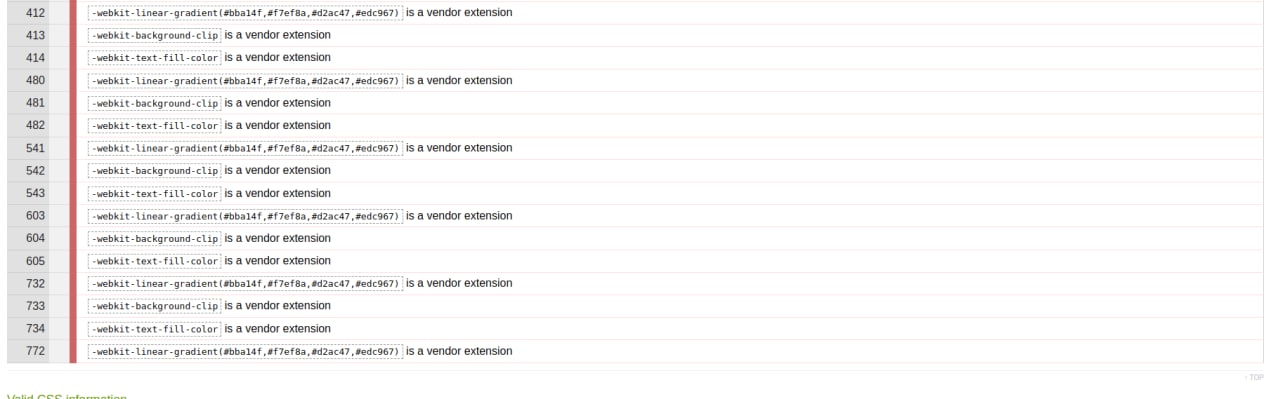 412 -webkit-linear-gradient(#bba14f,#f7ef8a,#d2ac47,#edc967) is a vendor extension
413 -webkit-background-clip is a vendor extension
414 -webkit-text-fill-color is a vendor extension
480 -webkit-linear-gradient(#bba14f,#f7ef8a,#d2ac47,#edc967) is a vendor extension
481 -webkit-background-clip is a vendor extension
482 -webkit-text-fill-color is a vendor extension
541 -webkit-linear-gradient(#bba14f,#f7ef8a,#d2ac47,#edc967) is a vendor extension
542 -webkit-background-clip is a vendor extension
543 -webkit-text-fill-color is a vendor extension
603 -webkit-linear-gradient(#bba14f,#f7ef8a,#d2ac47,#edc967) is a vendor extension
604 -webkit-background-clip is a vendor extension
605 -webkit-text-fill-color is a vendor extension
732 -webkit-linear-gradient(#bba14f,#f7ef8a,#d2ac47,#edc967) is a vendor extension
733 -webkit-background-clip is a vendor extension
734 -webkit-text-fill-color is a vendor extension
772 -webkit-linear-gradient(#bba14f,#f7ef8a,#d2ac47,#edc967) is a vendor extension
↑ TOP
Valid CSS information